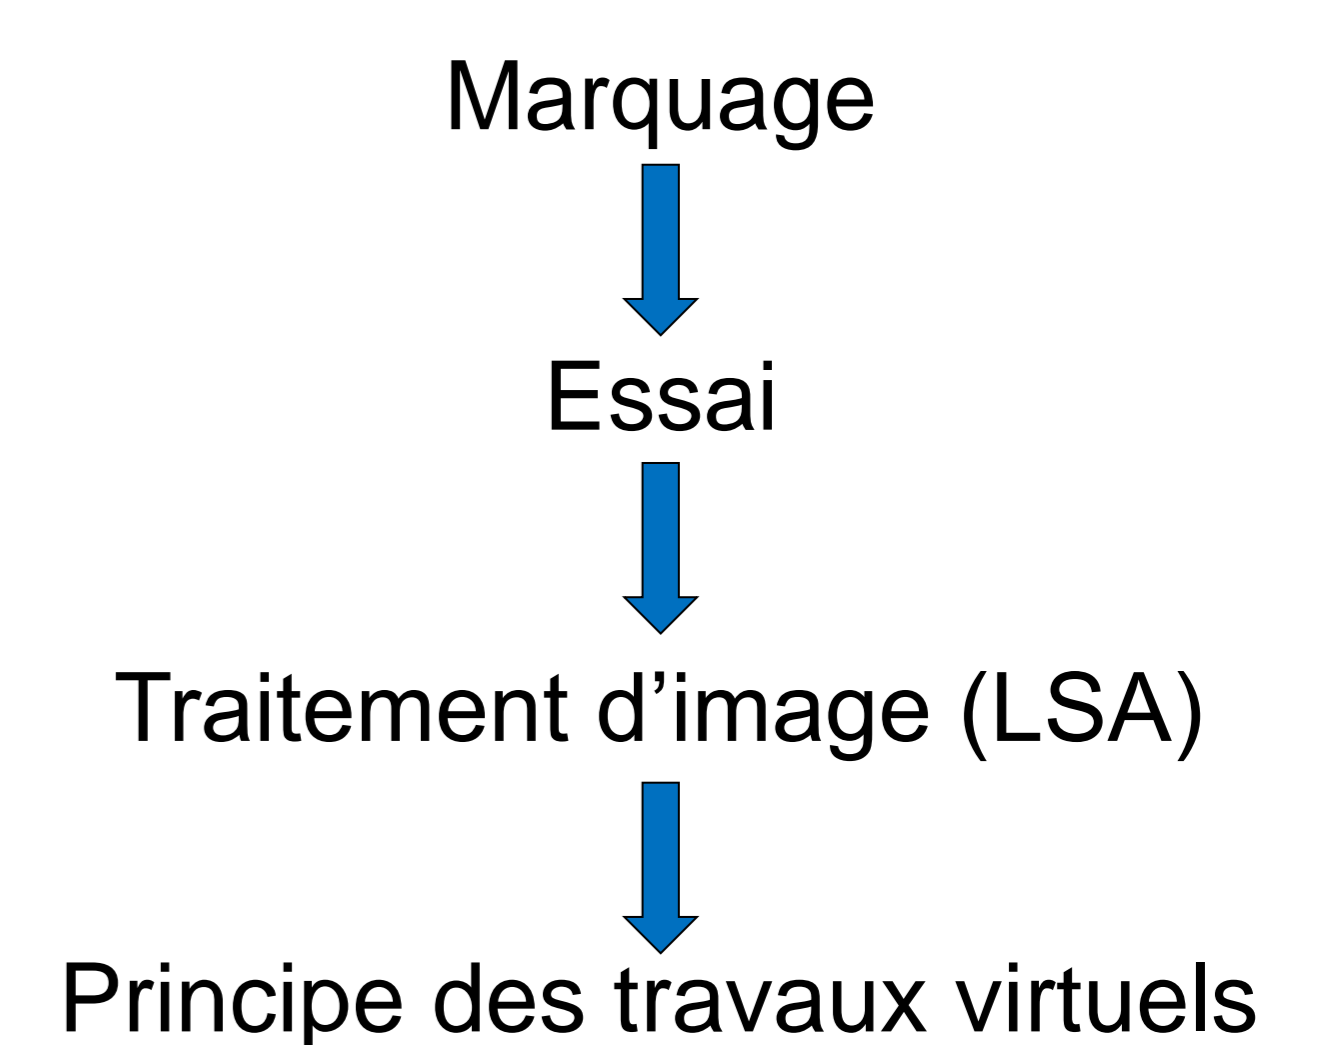 Marquage
Essai
Traitement d’image (LSA)
Principe des travaux virtuels